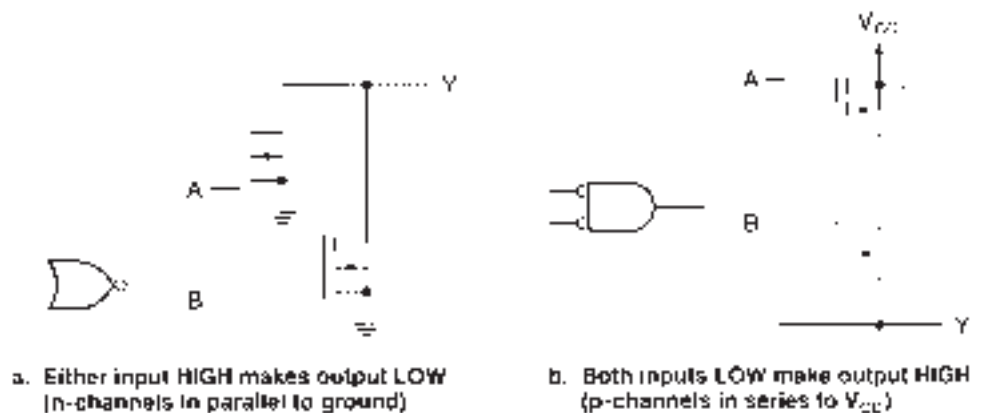 Y
A
B
a. Either input HIGH makes output LOW
(n-channels in parallel to ground)
VCC
A
B
Y
b. Both inputs LOW make output HIGH
(p-channels in series to VCC)